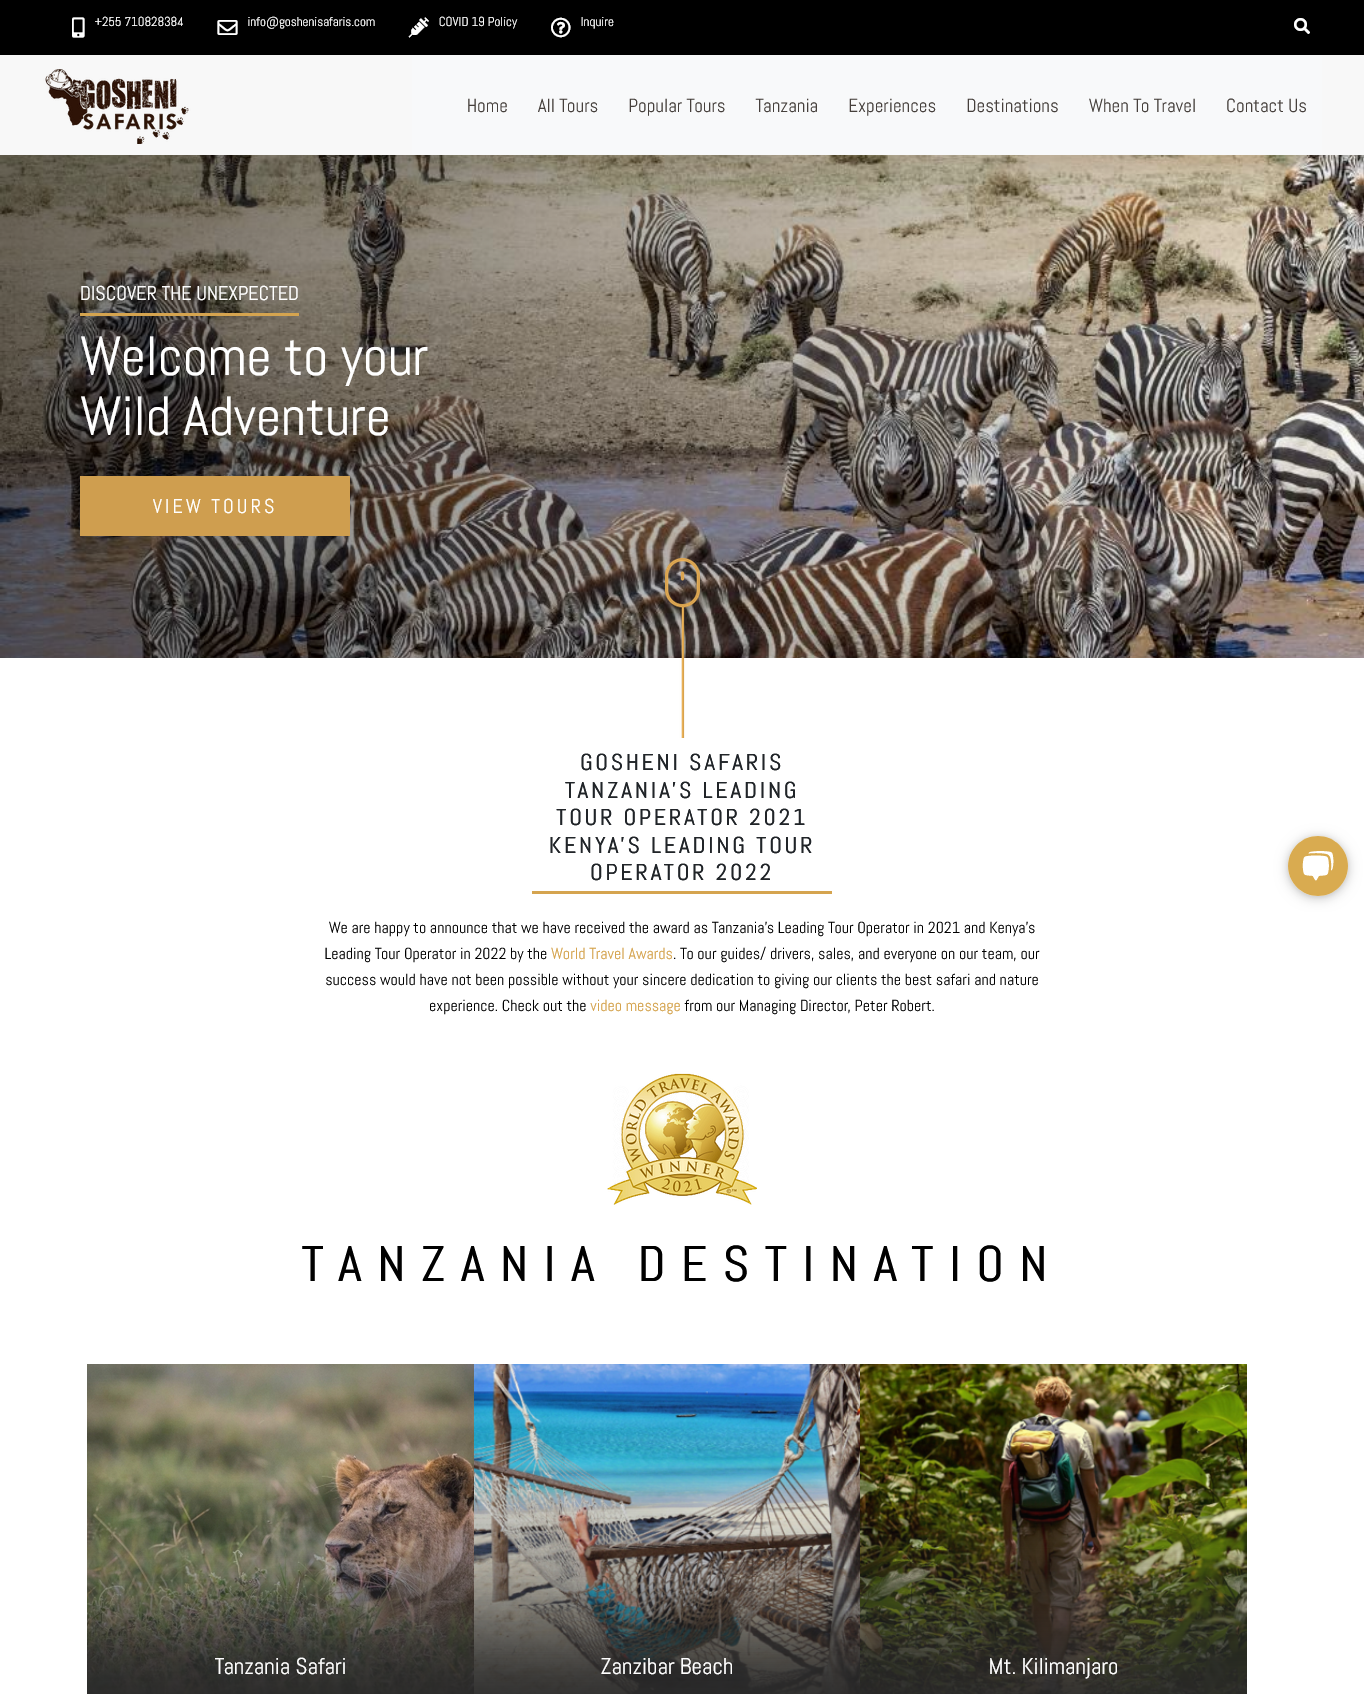 +255 710828384
info@goshenisafaris.com
COVID 19 Policy
Inquire
GOSHENI
SAFARIS
Home
All Tours
Popular Tours
Tanzania
Experiences
Destinations
When To Travel
Contact Us
DISCOVER THE UNEXPECTED
Welcome to your
Wild Adventure
VIEW TOURS
GOSHENI SAFARIS
TANZANIA'S LEADING
TOUR OPERATOR 2021
KENYA'S LEADING TOUR
OPERATOR 2022
We are happy to announce that we have received the award as Tanzania's Leading Tour Operator in 2021 and Kenya's
Leading Tour Operator in 2022 by the World Travel Awards. To our guides/ drivers, sales, and everyone on our team, our
success would have not been possible without your sincere dedication to giving our clients the best safari and nature
experience. Check out the video message from our Managing Director, Peter Robert.
WORLD TRAVEL AWARDS
WINNER
2021
TANZANIA DESTINATION
Tanzania Safari
Zanzibar Beach
Mt. Kilimanjaro